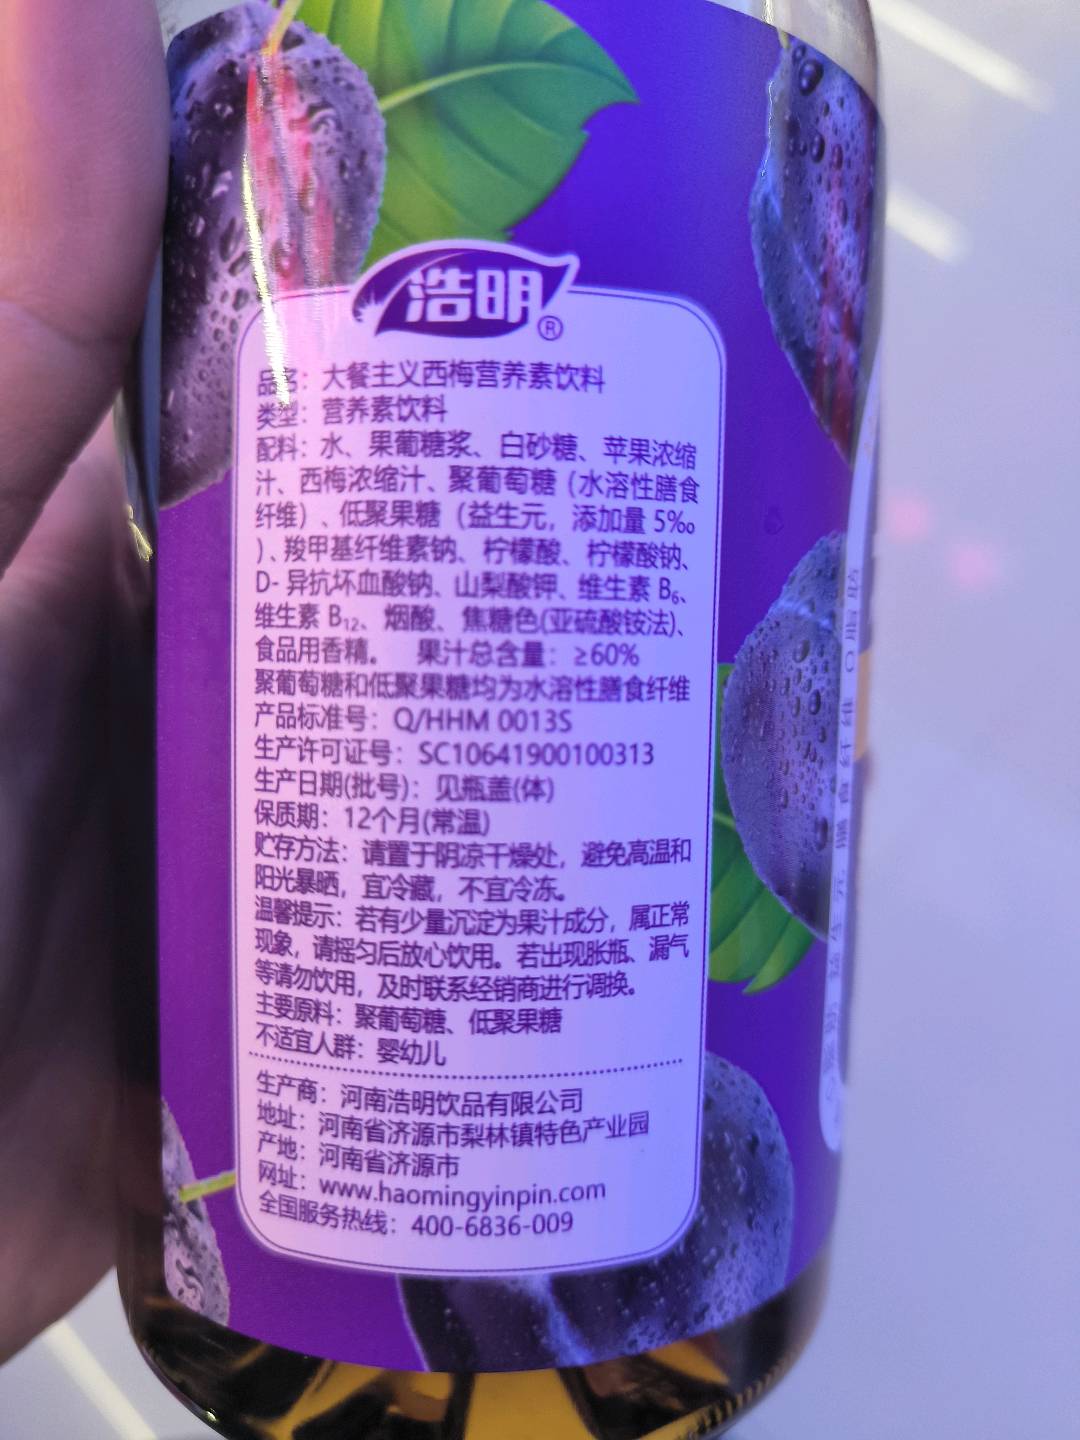 浩明®
品名：大餐主义西梅营养素饮料
类型：营养素饮料
配料：水、果葡糖浆、白砂糖、苹果浓缩
汁、西梅浓缩汁、聚葡萄糖（水溶性膳食
纤维）、低聚果糖（益生元，添加量 5‰
）、羧甲基纤维素钠、柠檬酸、柠檬酸钠、
D- 异抗坏血酸钠、山梨酸钾、维生素 B₆、
维生素 B₁₂、烟酸、焦糖色(亚硫酸铵法)、
食品用香精。 果汁总含量：≥60%
聚葡萄糖和低聚果糖均为水溶性膳食纤维
产品标准号：Q/HHM 0013S
生产许可证号：SC10641900100313
生产日期(批号)：见瓶盖(体)
保质期：12个月(常温)
贮存方法：请置于阴凉干燥处，避免高温和
阳光暴晒，宜冷藏，不宜冷冻。
温馨提示：若有少量沉淀为果汁成分，属正常
现象，请摇匀后放心饮用。若出现胀瓶、漏气
等请勿饮用，及时联系经销商进行调换。
主要原料：聚葡萄糖、低聚果糖
不适宜人群：婴幼儿
生产商：河南浩明饮品有限公司
地址：河南省济源市梨林镇特色产业园
产地：河南省济源市
网址：www.haomingyinpin.com
全国服务热线：400-6836-009